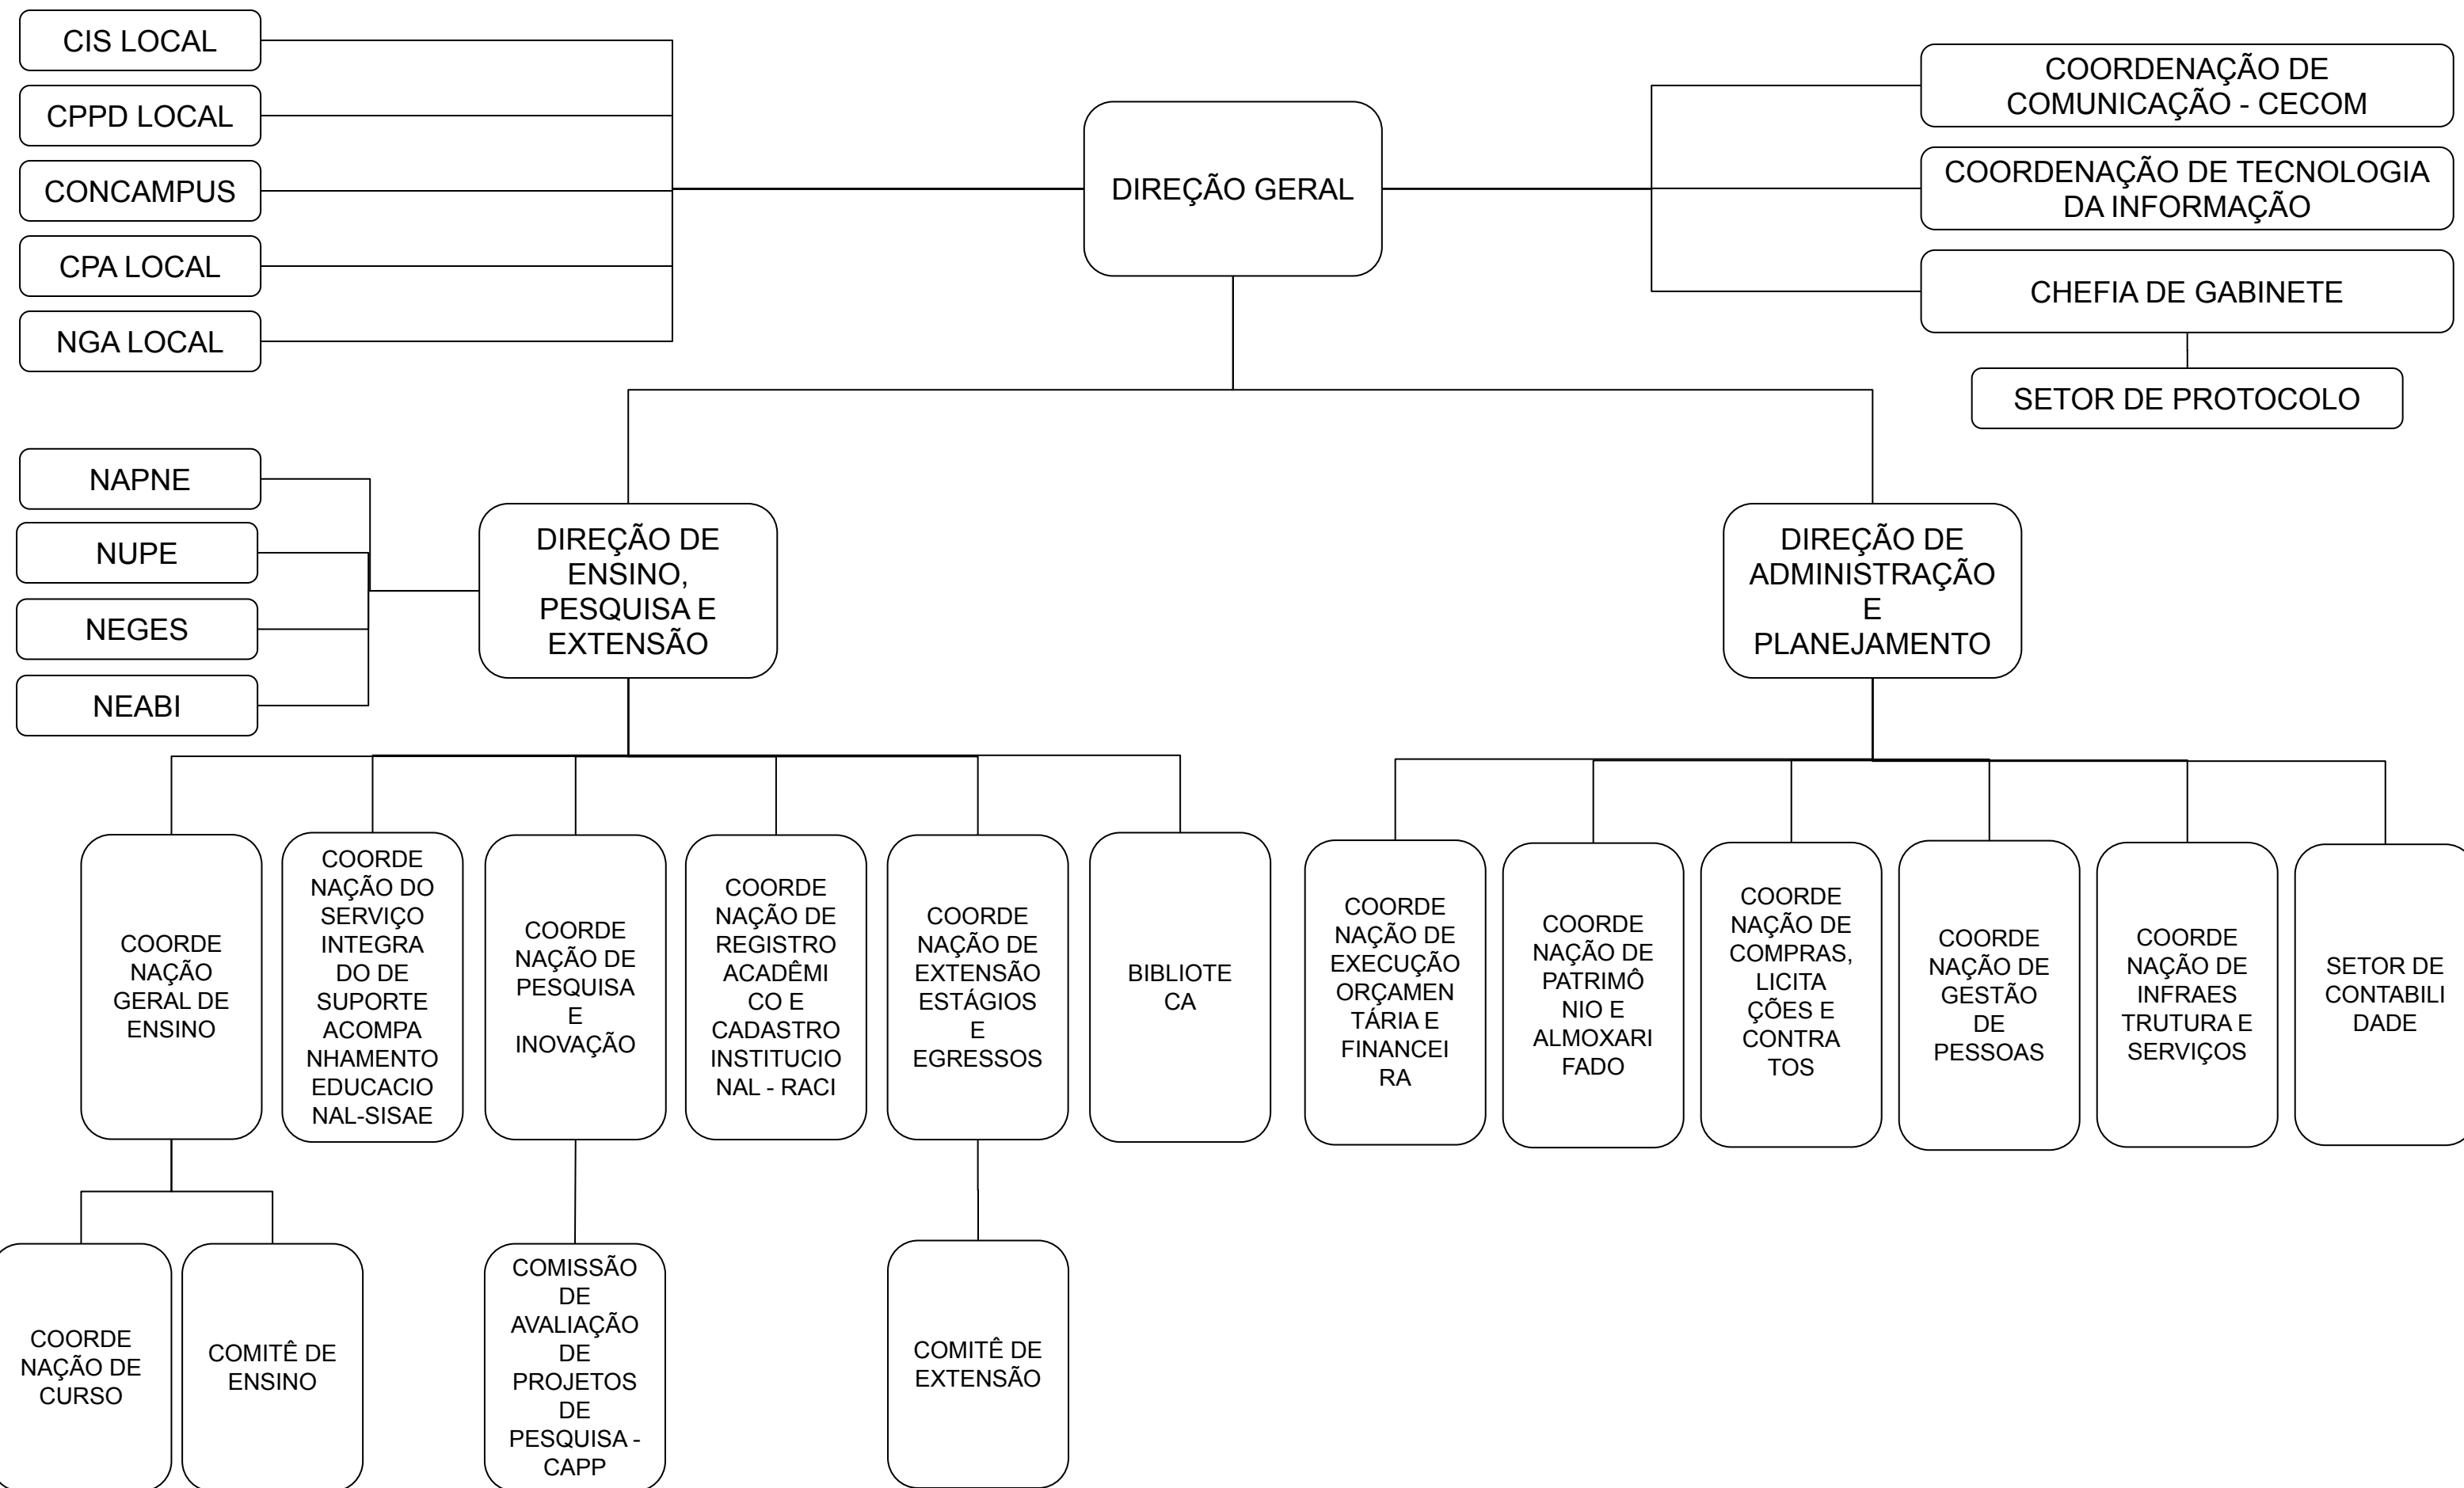 CIS LOCAL
CPPD LOCAL
CONCAMPUS
CPA LOCAL
NGA LOCAL
DIREÇÃO GERAL
COORDENAÇÃO DE
COMUNICAÇÃO - CECOM
COORDENAÇÃO DE TECNOLOGIA
DA INFORMAÇÃO
CHEFIA DE GABINETE
SETOR DE PROTOCOLO
NAPNE
NUPE
NEGES
NEABI
DIREÇÃO DE
ENSINO,
PESQUISA E
EXTENSÃO
DIREÇÃO DE
ADMINISTRAÇÃO
E
PLANEJAMENTO
COORDE
NAÇÃO
GERAL DE
ENSINO
COORDE
NAÇÃO DO
SERVIÇO
INTEGRA
DO DE
SUPORTE
ACOMPA
NHAMENTO
EDUCACIO
NAL-SISAE
COORDE
NAÇÃO DE
PESQUISA
E
INOVAÇÃO
COORDE
NAÇÃO DE
REGISTRO
ACADÊMI
CO E
CADASTRO
INSTITUCIO
NAL - RACI
COORDE
NAÇÃO DE
EXTENSÃO
ESTÁGIOS
E
EGRESSOS
BIBLIOTE
CA
COORDE
NAÇÃO DE
EXECUÇÃO
ORÇAMEN
TÁRIA E
FINANCEI
RA
COORDE
NAÇÃO DE
PATRIMÔ
NIO E
ALMOXARI
FADO
COORDE
NAÇÃO DE
COMPRAS,
LICITA
ÇÕES E
CONTRA
TOS
COORDE
NAÇÃO DE
GESTÃO
DE
PESSOAS
COORDE
NAÇÃO DE
INFRAES
TRUTURA E
SERVIÇOS
SETOR DE
CONTABILI
DADE
COORDE
NAÇÃO DE
CURSO
COMITÊ DE
ENSINO
COMISSÃO
DE
AVALIAÇÃO
DE
PROJETOS
DE
PESQUISA -
CAPP
COMITÊ DE
EXTENSÃO